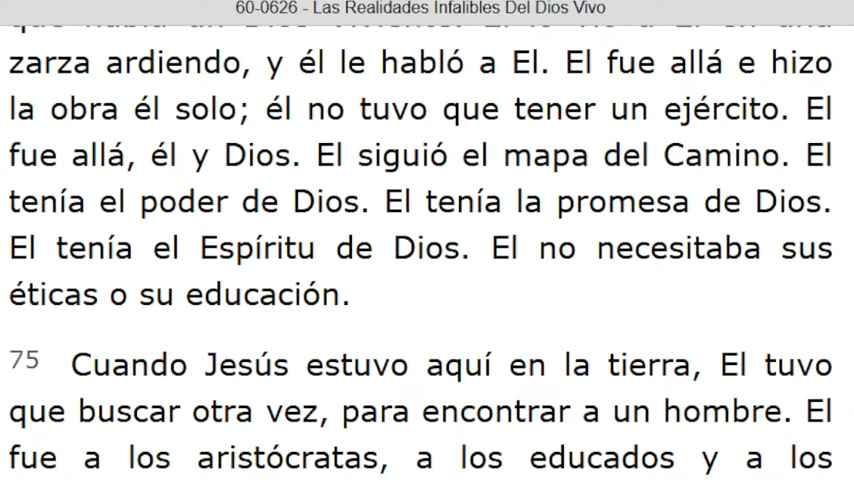 60-0626 - Las Realidades Infalibles Del Dios Vivo
zarza ardiendo, y él le habló a El. El fue allá e hizo
la obra él solo; él no tuvo que tener un ejército. El
fue allá, él y Dios. El siguió el mapa del Camino. El
tenía el poder de Dios. El tenía la promesa de Dios.
El tenía el Espíritu de Dios. El no necesitaba sus
éticas o su educación.
75 Cuando Jesús estuvo aquí en la tierra, El tuvo
que buscar otra vez, para encontrar a un hombre. El
fue a los aristócratas, a los educados y a los